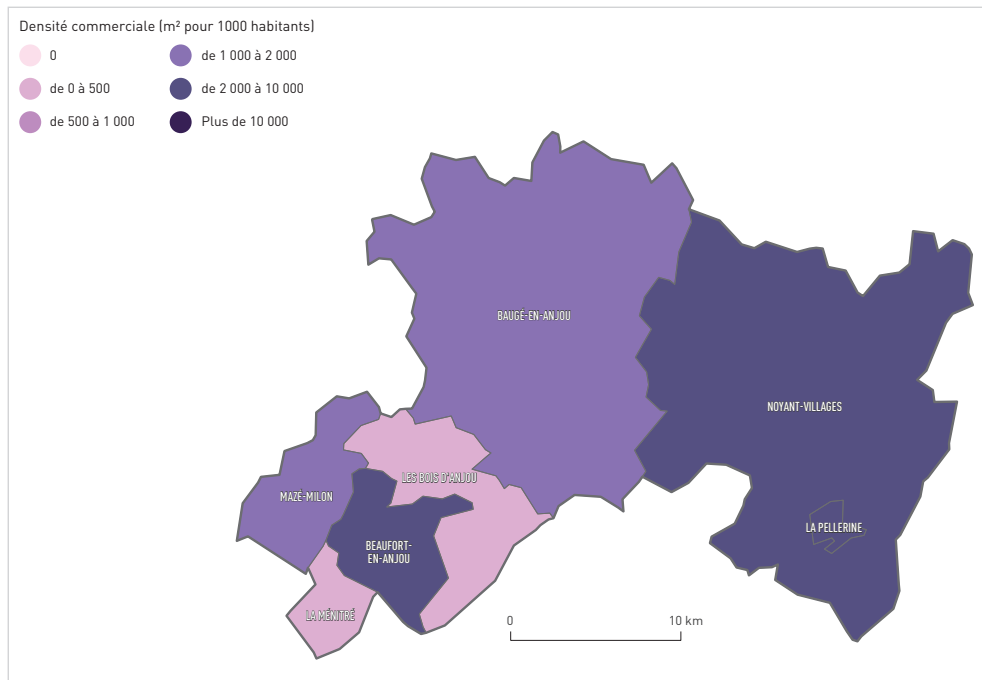 Densité commerciale (m² pour 1000 habitants)
0
de 0 à 500
de 500 à 1 000
de 1 000 à 2 000
de 2 000 à 10 000
Plus de 10 000
BAUGÉ-EN-ANJOU
NOYANT-VILLAGES
LES BOIS D'ANJOU
MAZÉ-MILON
LA PELLERINE
BEAUFORT-
EN-ANJOU
LA MÉNITRÉ
0
10 km